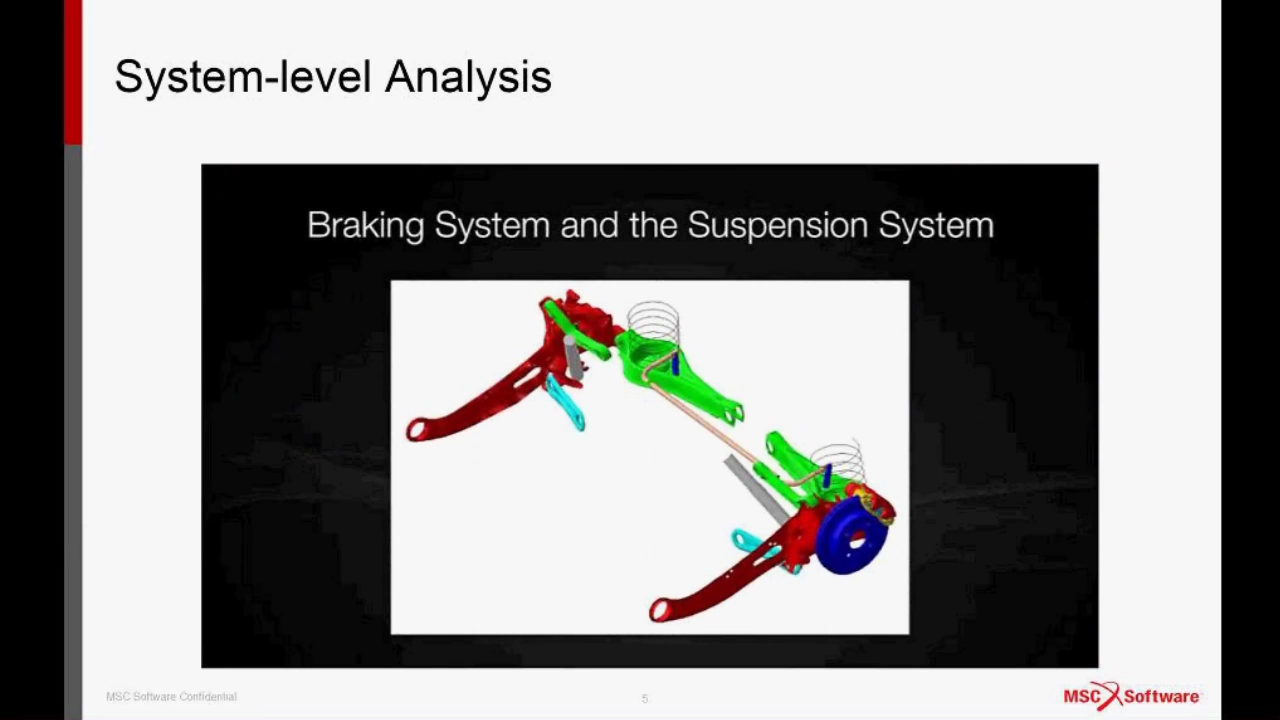 System-level Analysis
Braking System and the Suspension System
MSC Software Confidential
5
MSC Software